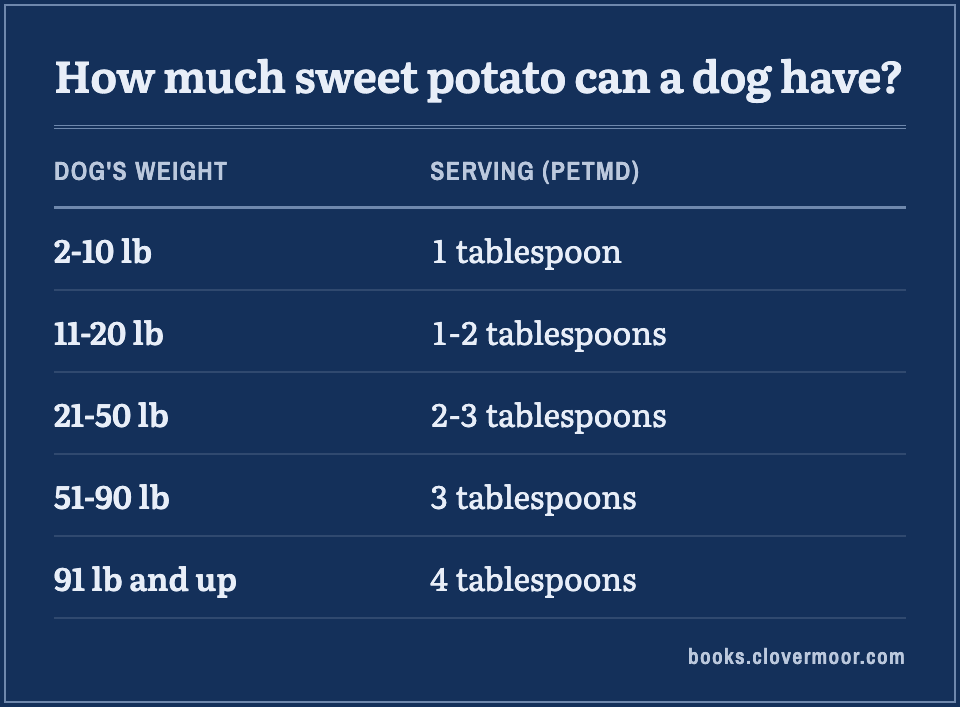 How much sweet potato can a dog have?
DOG'S WEIGHT SERVING (PETMD)
2-10 lb 1 tablespoon
11-20 lb 1-2 tablespoons
21-50 lb 2-3 tablespoons
51-90 lb 3 tablespoons
91 lb and up 4 tablespoons
books.clovermoor.com